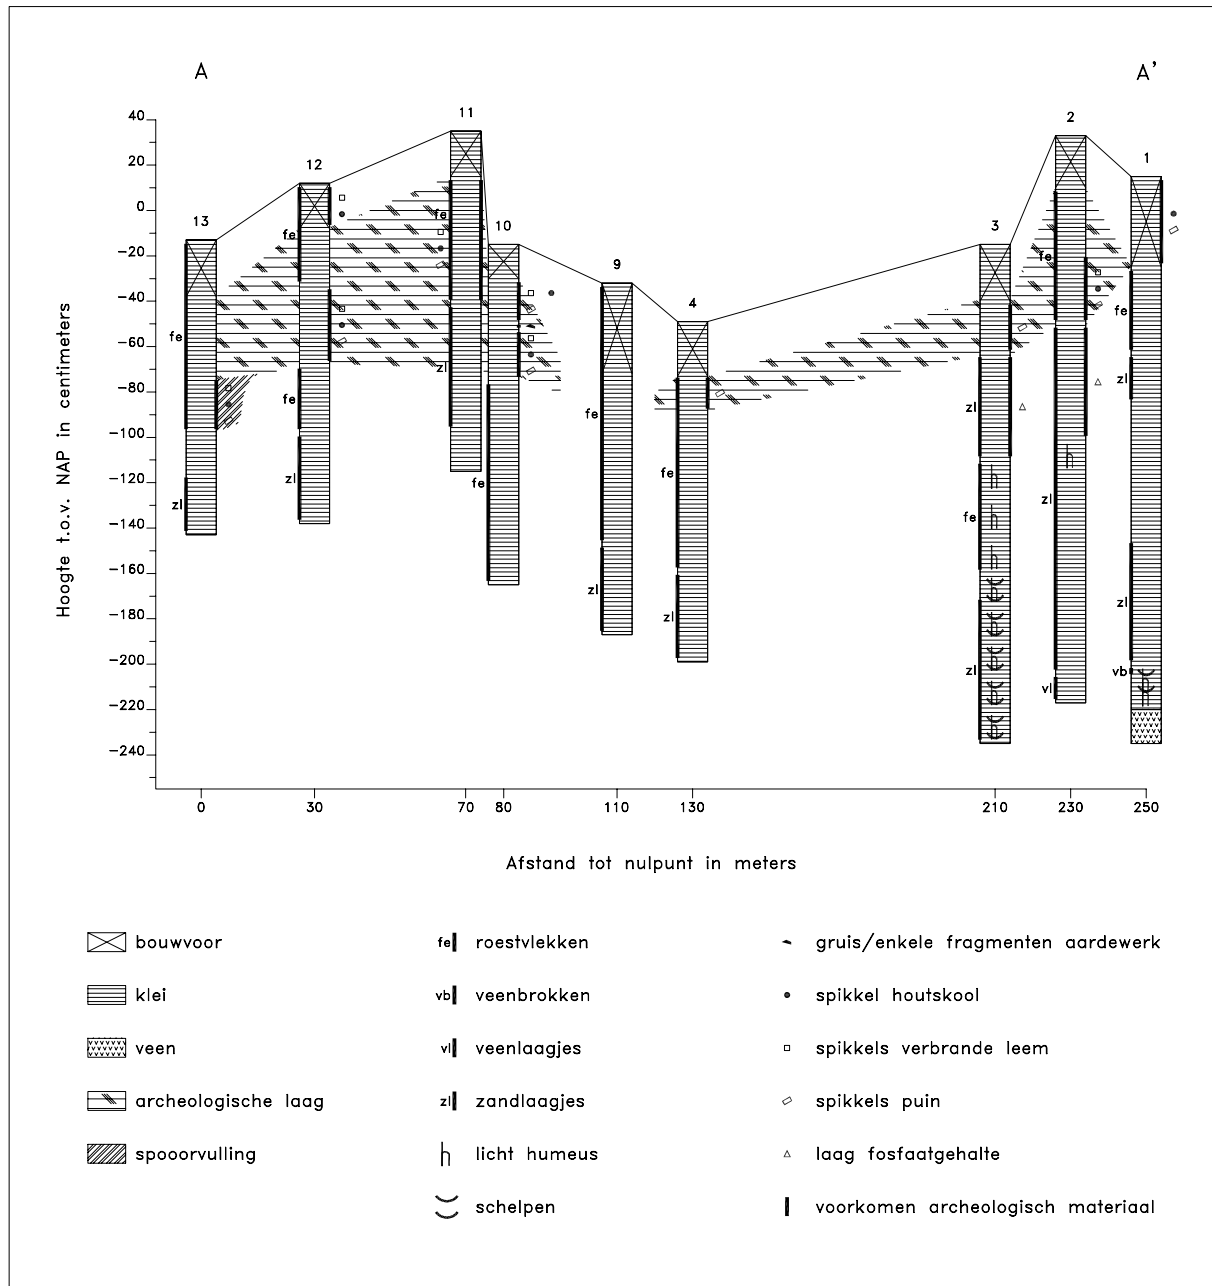 A A'
11
2
40
12
1
20
0 fe
13 10 3
fe
-20 fe
9
-40
4 fe
fe
-60
zl zl
-80
fe zl
fe
-100
fe h
zl h
-120 fe zl
zl h
fe
-140
h
-160
zl
zl
zl
-180
-200
zl vb
vl h
-220
-240
Hoogte t.o.v. NAP in centimeters
0 30 70 80 110 130 210 230 250
Afstand tot nulpunt in meters
bouwvoor fe roestvlekken gruis/enkele fragmenten aardewerk
klei vb veenbrokken spikkel houtskool
veen vl veenlaagjes spikkels verbrande leem
archeologische laag zl zandlaagjes spikkels puin
spooorvulling h licht humeus laag fosfaatgehalte
schelpen voorkomen archeologisch materiaal